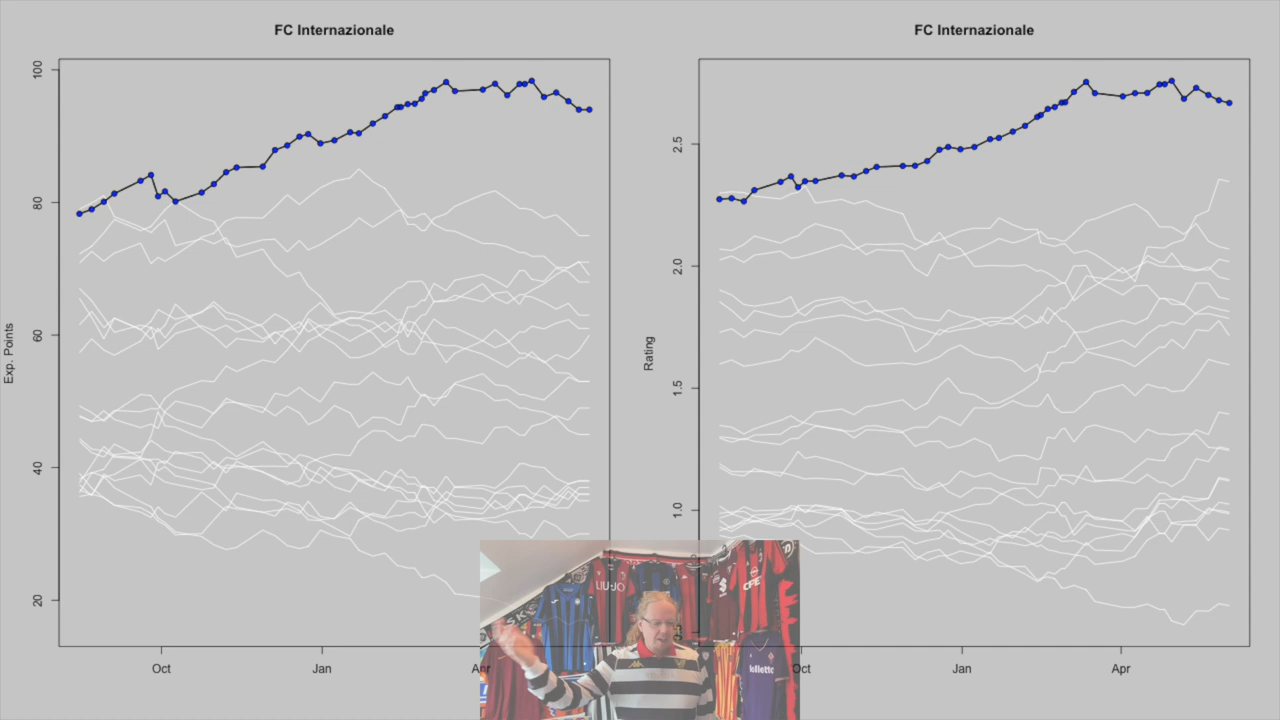 FC Internazionale
FC Internazionale
Exp. Points
100
80
60
40
20
Oct
Jan
Apr
Rating
2.5
2.0
1.5
1.0
Oct
Jan
Apr
LIU·JO
SK